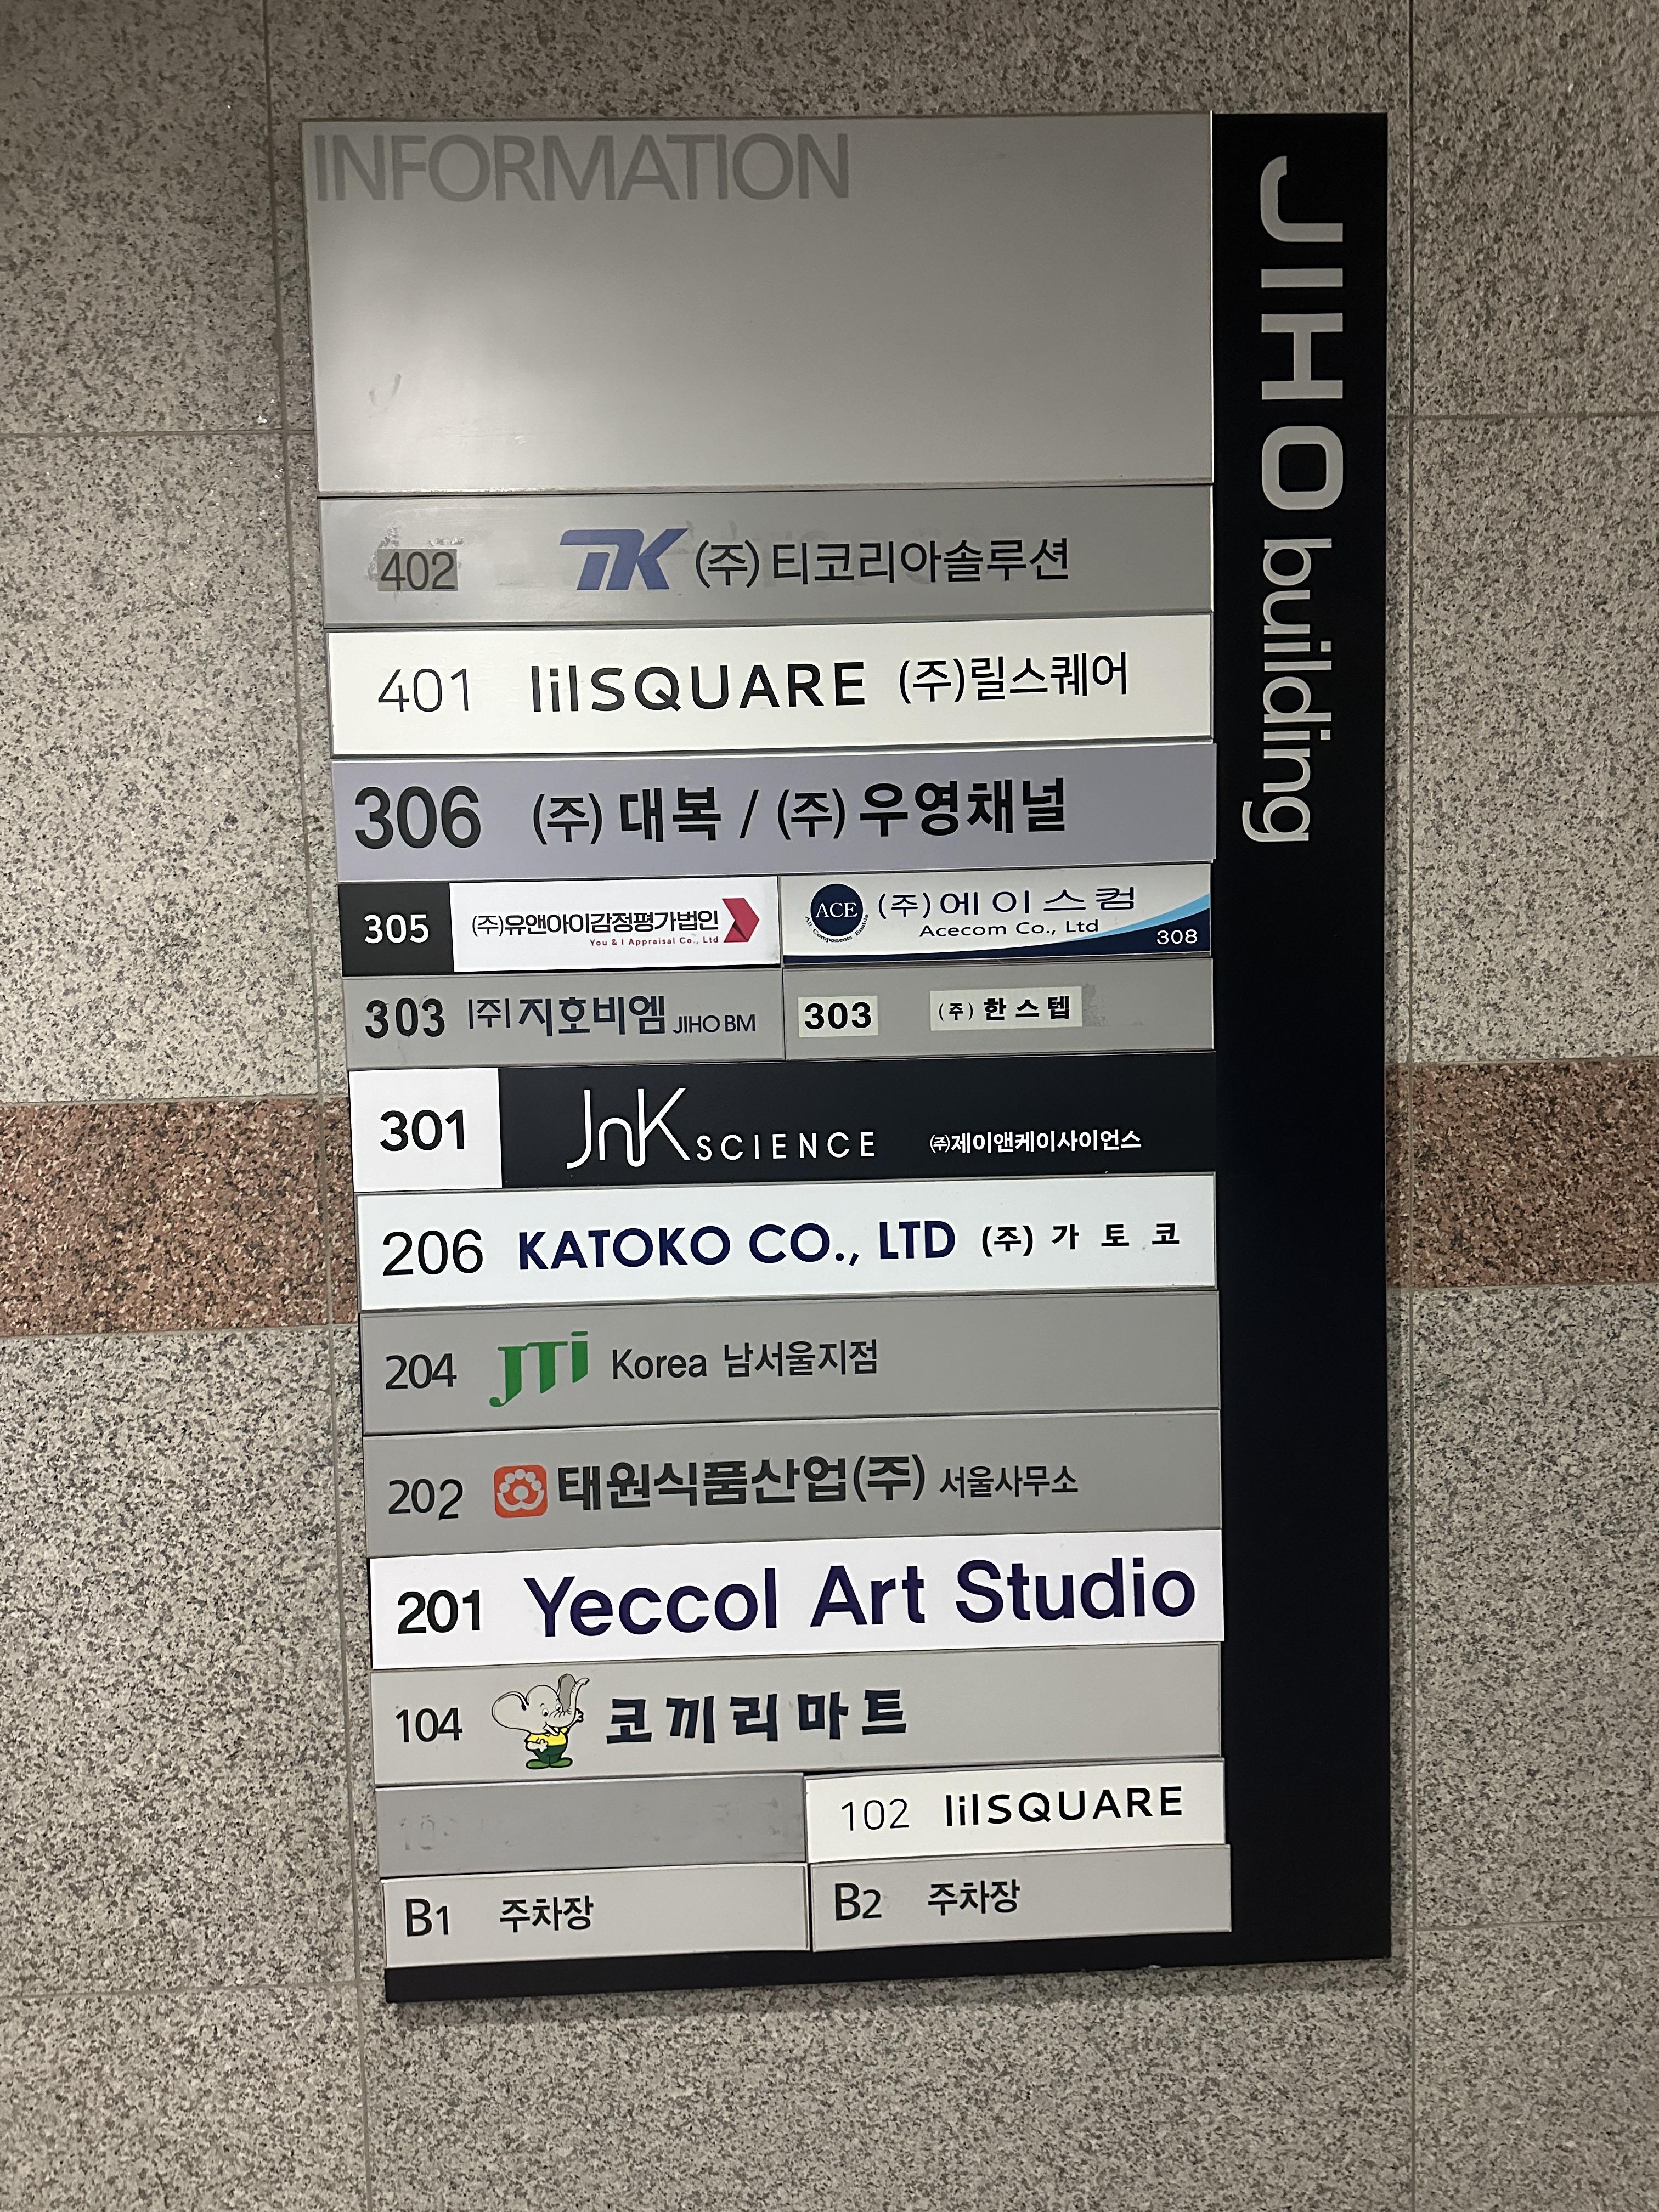 INFORMATION
JIHO building
402 TK (주)티코리아솔루션
401 lilSQUARE (주)릴스퀘어
306 (주)대복 / (주)우영채널
305 (주)유앤아이감정평가법인
You & I Appraisal Co., Ltd
ACE All Components Enable (주)에이스컴
Acecom Co., Ltd
308
303 |주|지호비엠 JIHO BM
303 (주)한스텝
301 JnK SCIENCE ㈜제이앤케이사이언스
206 KATOKO CO., LTD (주) 가 토 코
204 JTi Korea 남서울지점
202 태원식품산업(주) 서울사무소
201 Yeccol Art Studio
104 코끼리마트
102 lilSQUARE
B1 주차장
B2 주차장